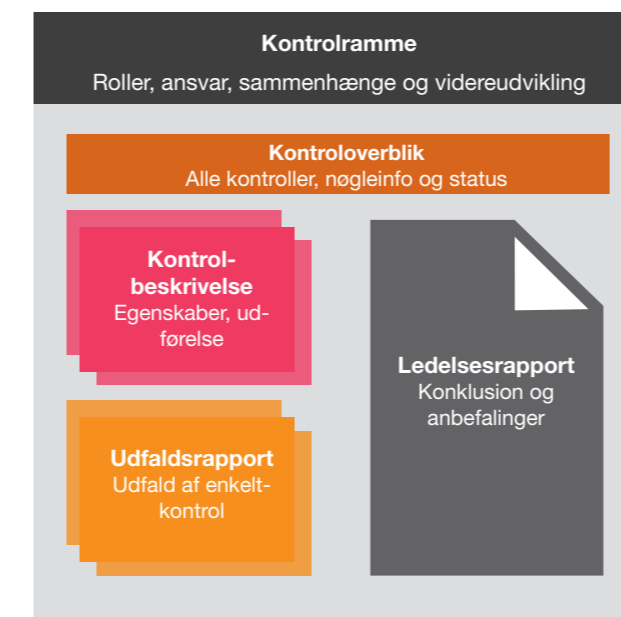 Kontrolramme
Roller, ansvar, sammenhænge og videreudvikling
Kontroloverblik
Alle kontroller, nøgleinfo og status
Kontrol-
beskrivelse
Egenskaber, ud-
førelse
Ledelsesrapport
Konklusion og
anbefalinger
Udfaldsrapport
Udfald af enkelt-
kontrol